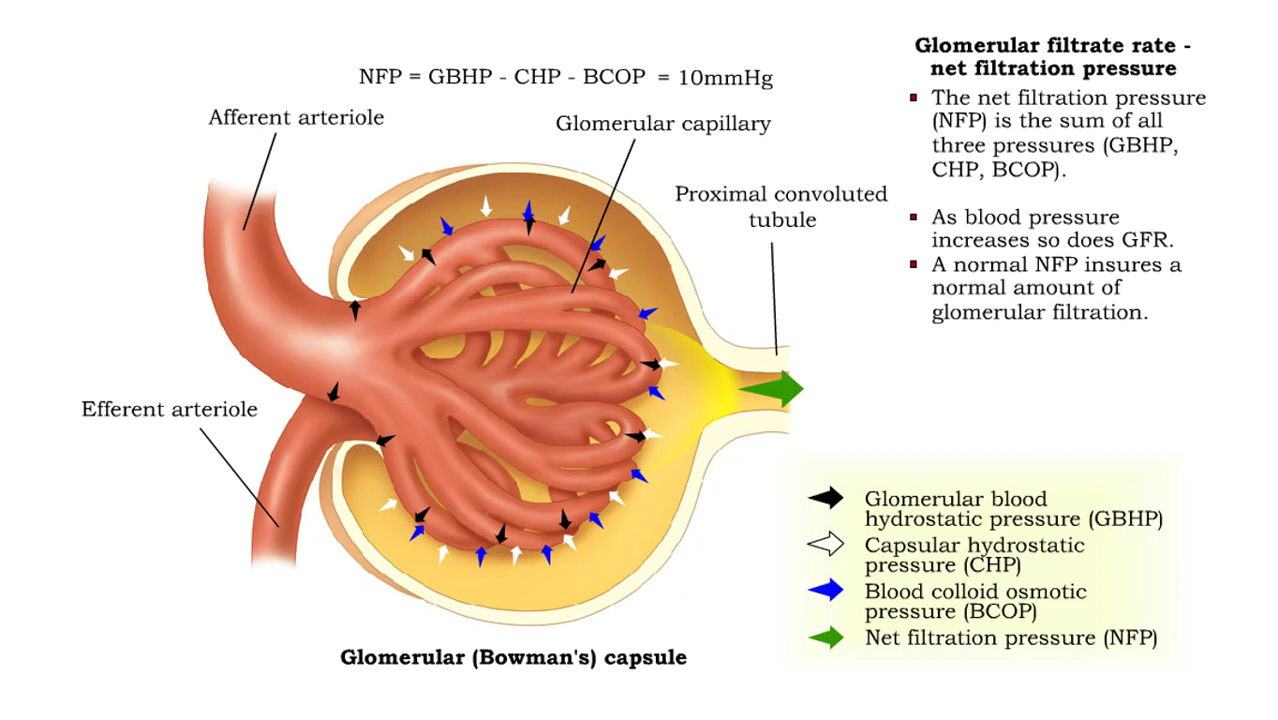 Glomerular filtrate rate -
net filtration pressure
NFP = GBHP - CHP - BCOP = 10mmHg
Afferent arteriole
Glomerular capillary
Proximal convoluted
tubule
The net filtration pressure
(NFP) is the sum of all
three pressures (GBHP,
CHP, BCOP).
As blood pressure
increases so does GFR.
A normal NFP insures a
normal amount of
glomerular filtration.
Efferent arteriole
Glomerular blood
hydrostatic pressure (GBHP)
Capsular hydrostatic
pressure (CHP)
Blood colloid osmotic
pressure (BCOP)
Net filtration pressure (NFP)
Glomerular (Bowman's) capsule